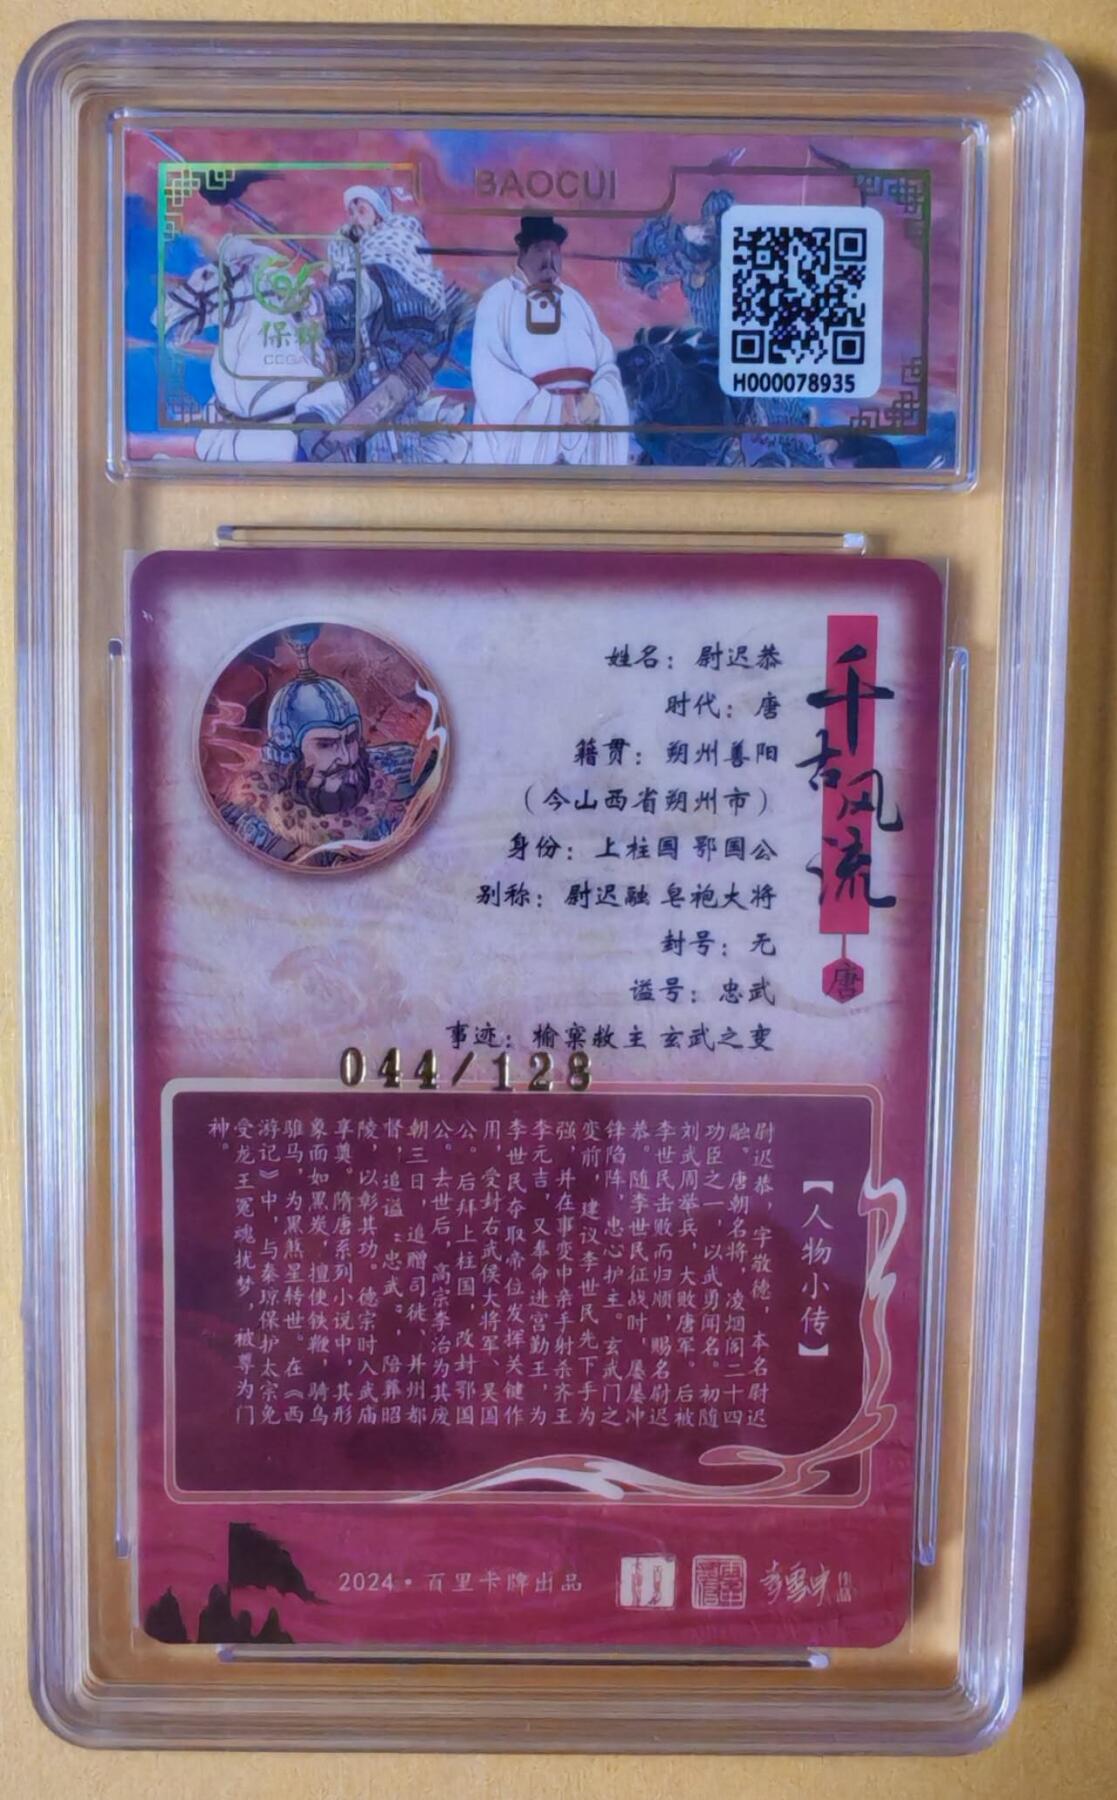 BAOCUI
保粹
H000078935
千古风流
唐
姓名：尉迟恭
时代：唐
籍贯：朔州善阳
（今山西省朔州市）
身份：上柱国 鄂国公
别称：尉迟融 皂袍大将
封号：无
谥号：忠武
事迹：榆窠救主 玄武之变
044/128
【人物小传】
尉迟恭，字敬德，本名尉迟
融。唐朝名将，凌烟阁二十四
功臣之一，以武勇闻名。初随
刘武周举兵，大败唐军。后被
李世民击败而归顺，赐名尉迟
恭。随李世民征战时，屡屡冲
锋陷阵，忠心护主。玄武门之
变前，建议李世民先下手为
强，并在事变中亲手射杀齐王
李元吉，又奉命进宫勤王，为
李世民夺取帝位发挥关键作
用，受封右武侯大将军、吴国
公。后拜上柱国，改封鄂国
公。去世后，高宗李治为其废
朝三日，追赠司徒、并州都
督，追谥“忠武”，陪葬昭
陵，以彰其功。德宗时入武庙
享奠。隋唐系列小说中，其形
象面如黑炭，擅使铁鞭，骑乌
骓马，为黑煞星转世。在《西
游记》中，与秦琼保护太宗免
受龙王冤魂扰梦，被尊为门
神。
2024·百里卡牌出品
作品